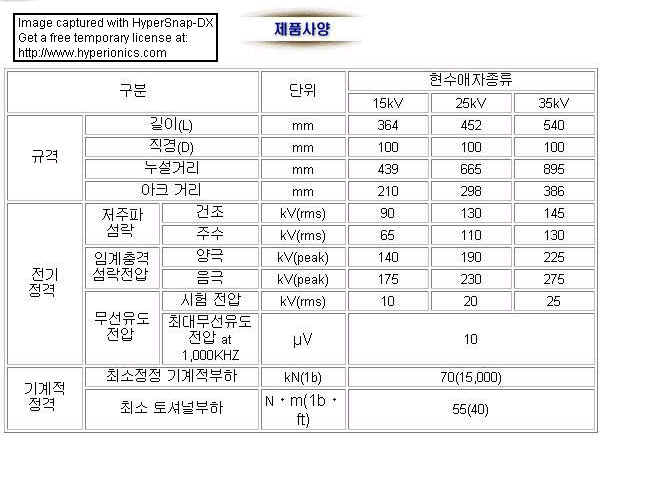 Image captured with HyperSnap-DX
Get a free temporary license at:
http://www.hyperionics.com
제품사양
구분 단위 현수애자종류
15kV 25kV 35kV
규격 길이(L) mm 364 452 540
직경(D) mm 100 100 100
누설거리 mm 439 665 895
아크 거리 mm 210 298 386
전기
정격
저주파
섬락
건조 kV(rms) 90 130 145
주수 kV(rms) 65 110 130
임계충격
섬락전압
양극 kV(peak) 140 190 225
음극 kV(peak) 175 230 275
무선유도
전압
시험 전압 kV(rms) 10 20 25
최대무선유도
전압 at
1,000KHZ
µV 10
기계적
정격
최소정정 기계적부하 kN(1b) 70(15,000)
최소 토셔널부하 N·m(1b·
ft) 55(40)